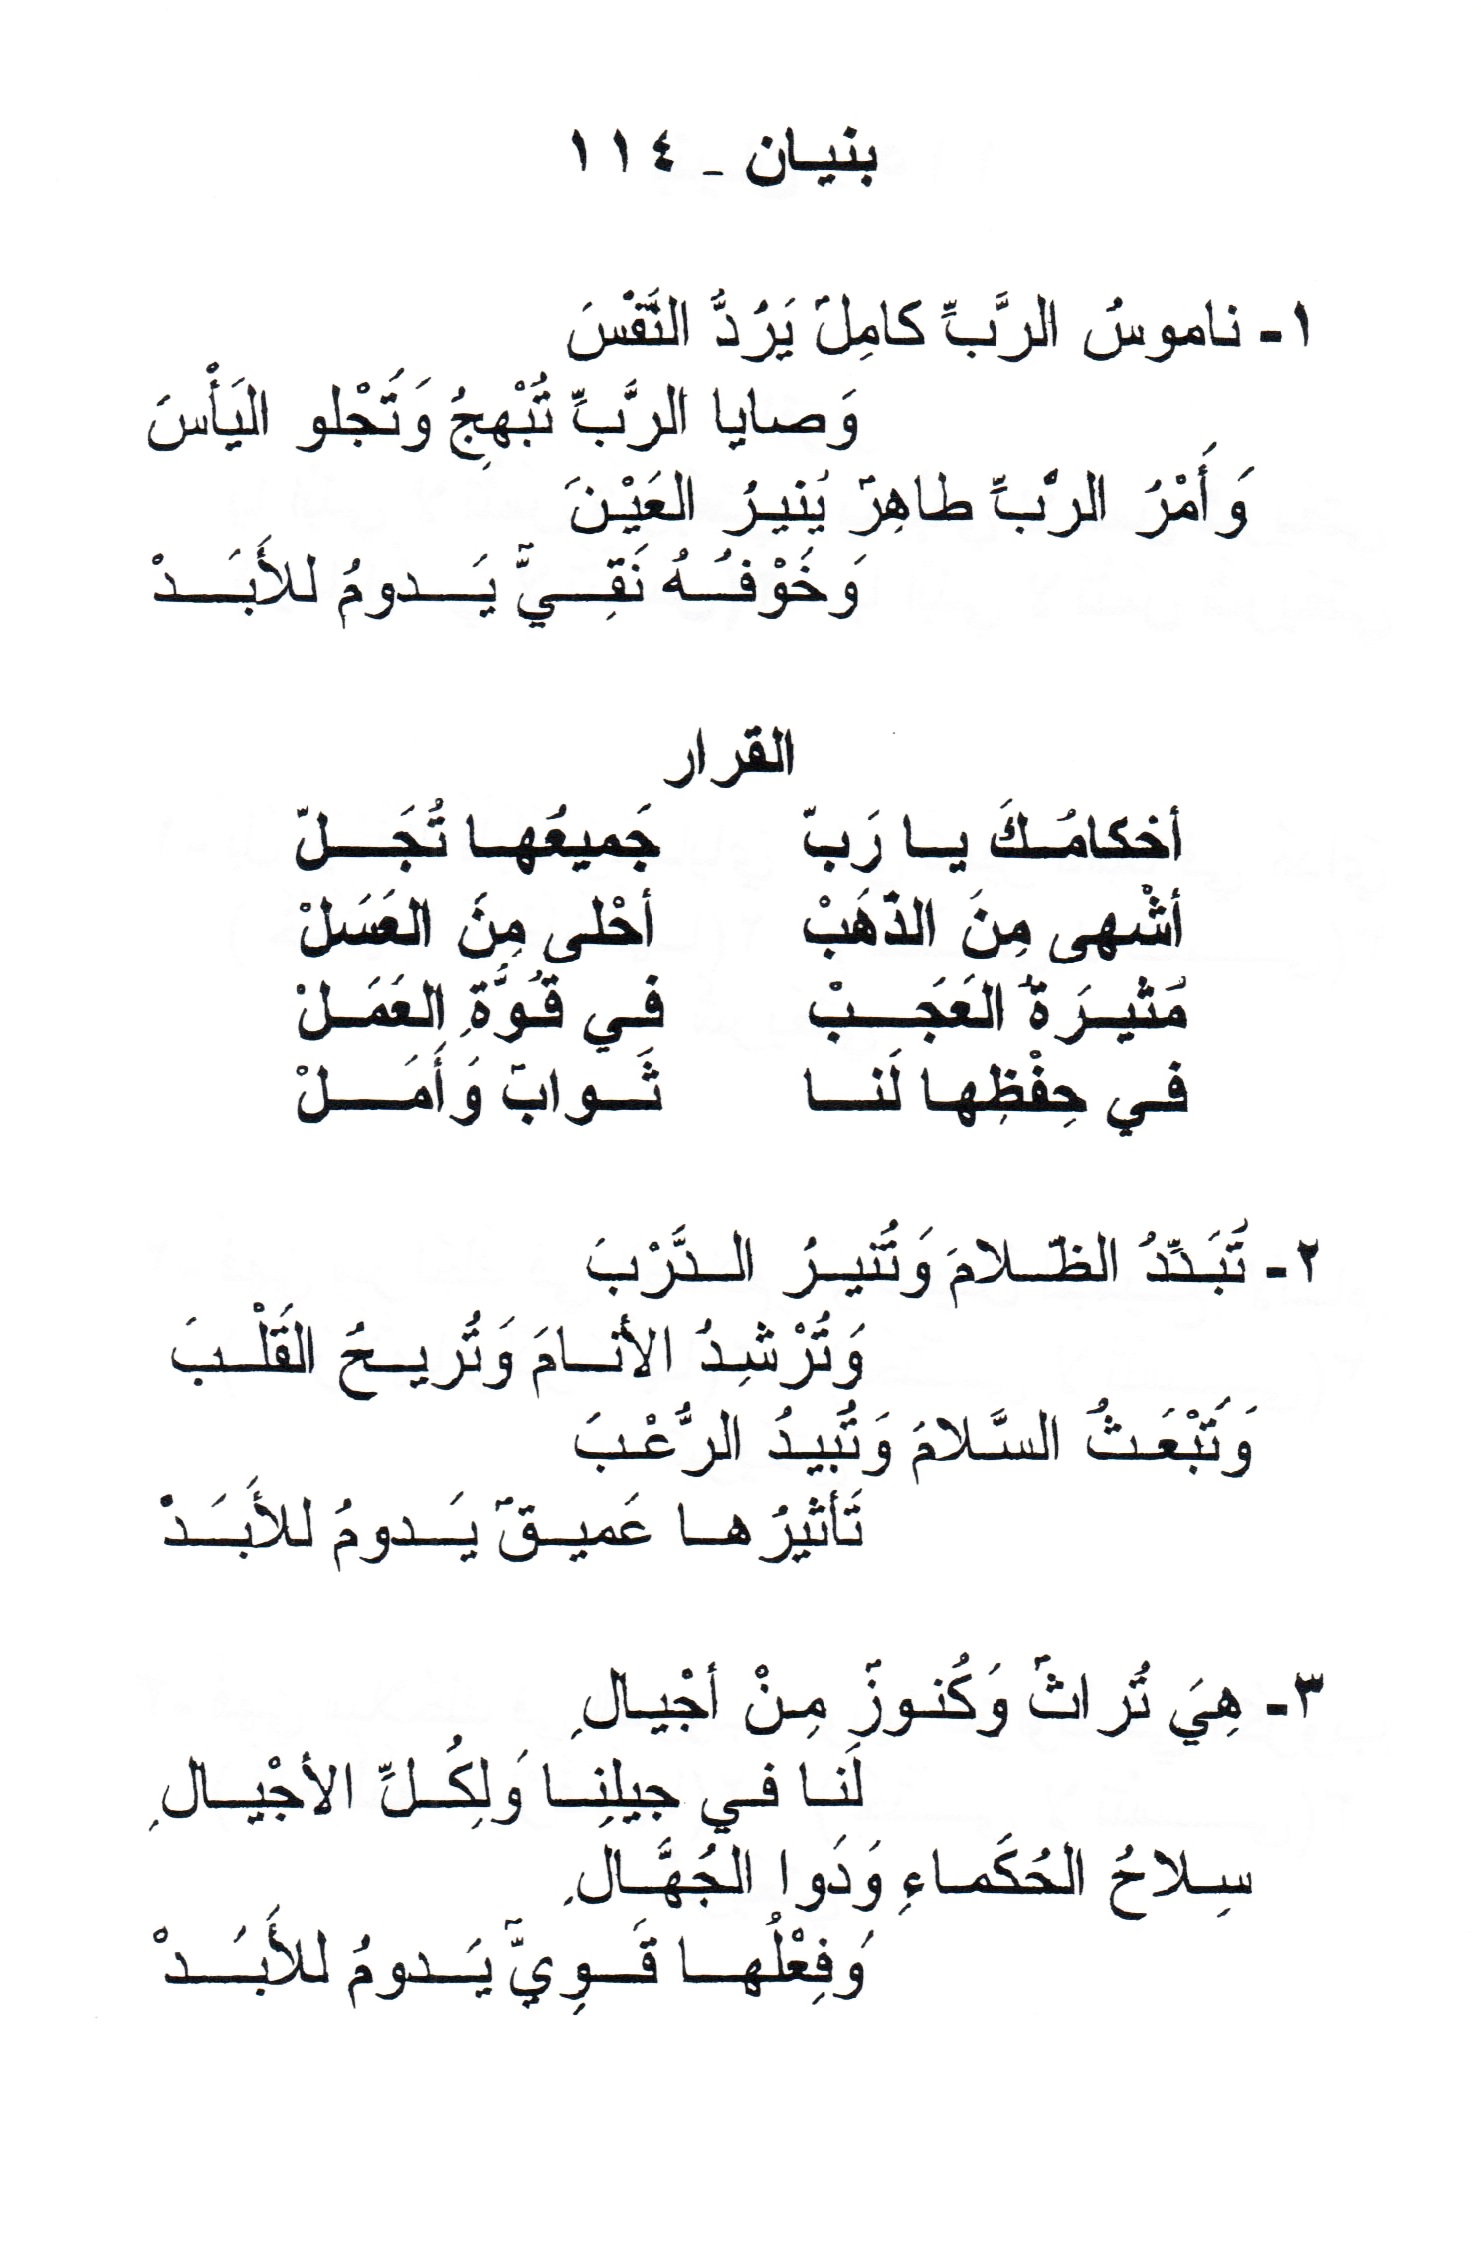 بنيان - ١١٤
١- ناموسُ الرَّبِّ كامِلٌ يَرُدُّ النَّفْسَ
وَصايا الرَّبِّ تُبْهِجُ وَتَجْلو اليَأْسَ
وَأَمْرُ الرَّبِّ طاهِرٌ يُنيرُ العَيْنَ
وَخَوْفُهُ نَقِيٌّ يَدومُ للأَبَدْ
القرار
أحْكامُكَ يا رَبّ جَميعُها تُجَلّ
أشْهى مِنَ الذّهَبْ أحْلى مِنَ العَسَلْ
مُثيرَةُ العَجَبْ في قُوَّةِ العَمَلْ
في حِفْظِها لَنا ثَوابٌ وَأَمَلْ
٢- تُبَدِّدُ الظّلامَ وَتُنيرُ الدَّرْبَ
وَتُرْشِدُ الأنامَ وَتُريحُ القَلْبَ
وَتَبْعَثُ السَّلامَ وَتُبيدُ الرُّعْبَ
تَأثيرُها عَميقٌ يَدومُ للأَبَدْ
٣- هِيَ تُراثٌ وَكُنوزٌ مِنْ أجْيالِ
لَنا في جيلِنا وَلِكُلِّ الأجْيالِ
سِلاحُ الحُكَماءِ وَدَوا الجُهَّالِ
وَفِعْلُها قَوِيٌّ يَدومُ للأَبَدْ